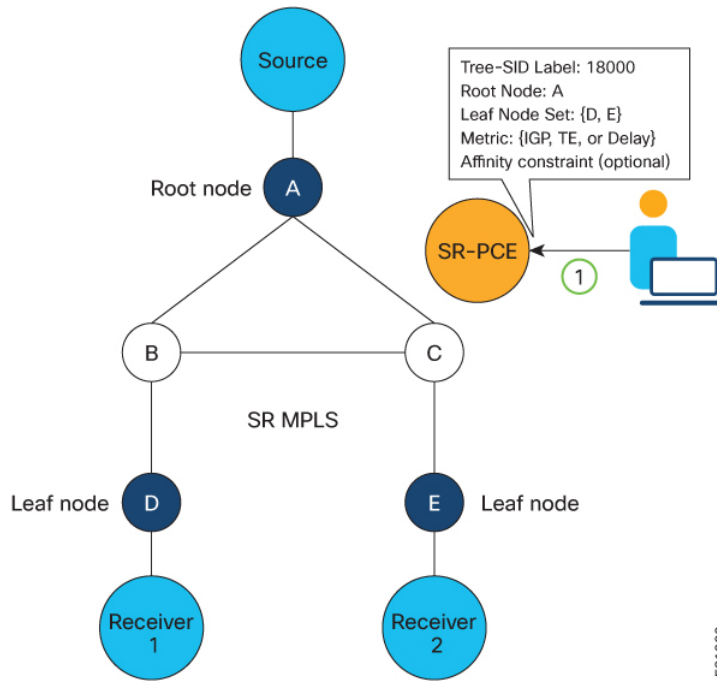 Source
Tree-SID Label: 18000
Root Node: A
Leaf Node Set: {D, E}
Metric: {IGP, TE, or Delay}
Affinity constraint (optional)
Root node
A
SR-PCE
1
B
C
SR MPLS
Leaf node
D
E
Leaf node
Receiver
1
Receiver
2